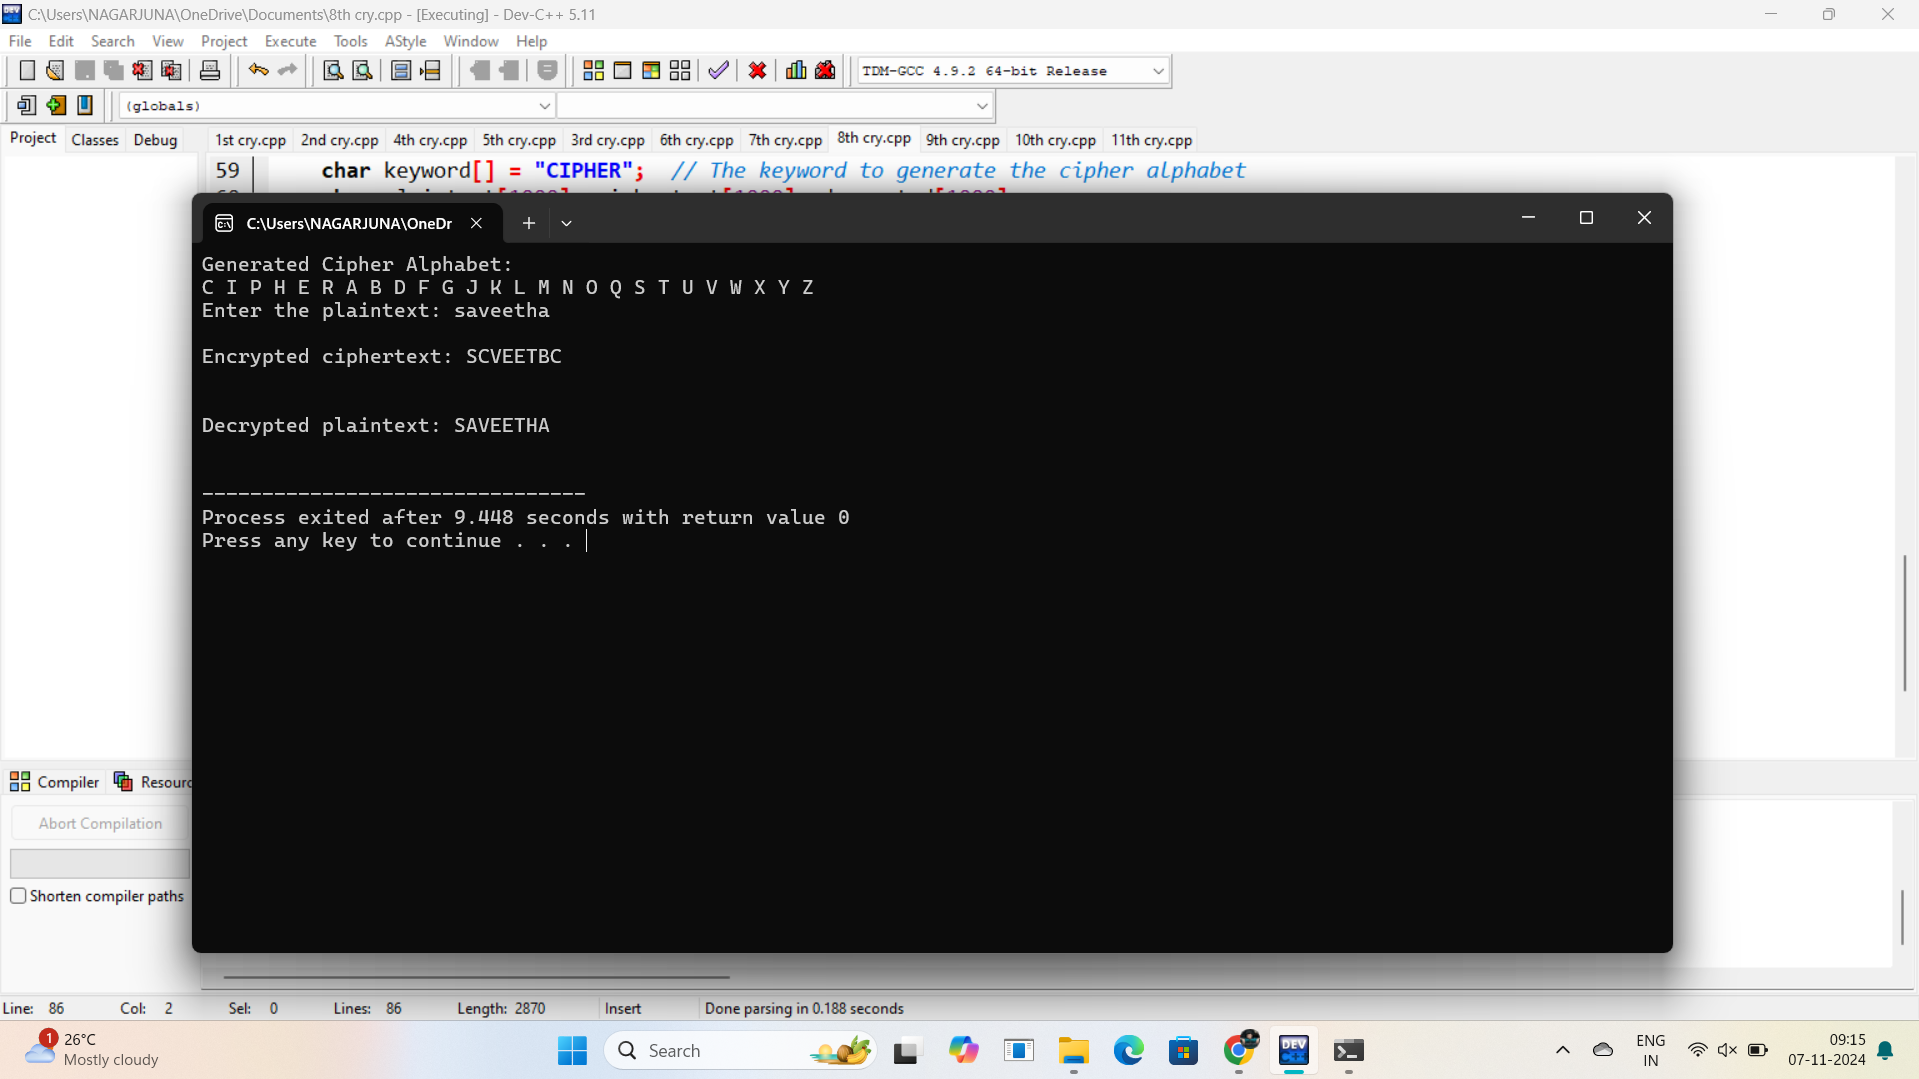 C:\Users\NAGARJUNA\OneDrive\Documents\8th cry.cpp - [Executing] - Dev-C++ 5.11
File Edit Search View Project Execute Tools AStyle Window Help
TDM-GCC 4.9.2 64-bit Release
(globals)
Project Classes Debug 1st cry.cpp 2nd cry.cpp 4th cry.cpp 5th cry.cpp 3rd cry.cpp 6th cry.cpp 7th cry.cpp 8th cry.cpp 9th cry.cpp 10th cry.cpp 11th cry.cpp
59 char keyword[] = "CIPHER"; // The keyword to generate the cipher alphabet
C:\Users\NAGARJUNA\OneDr
Generated Cipher Alphabet:
C I P H E R A B D F G J K L M N O Q S T U V W X Y Z
Enter the plaintext: saveetha
Encrypted ciphertext: SCVEETBC
Decrypted plaintext: SAVEETHA
--------------------------------
Process exited after 9.448 seconds with return value 0
Press any key to continue . . .
Compiler Resourc
Abort Compilation
Shorten compiler paths
Line: 86 Col: 2 Sel: 0 Lines: 86 Length: 2870 Insert Done parsing in 0.188 seconds
1 26°C
Mostly cloudy
Search
DEV
ENG
IN
09:15
07-11-2024